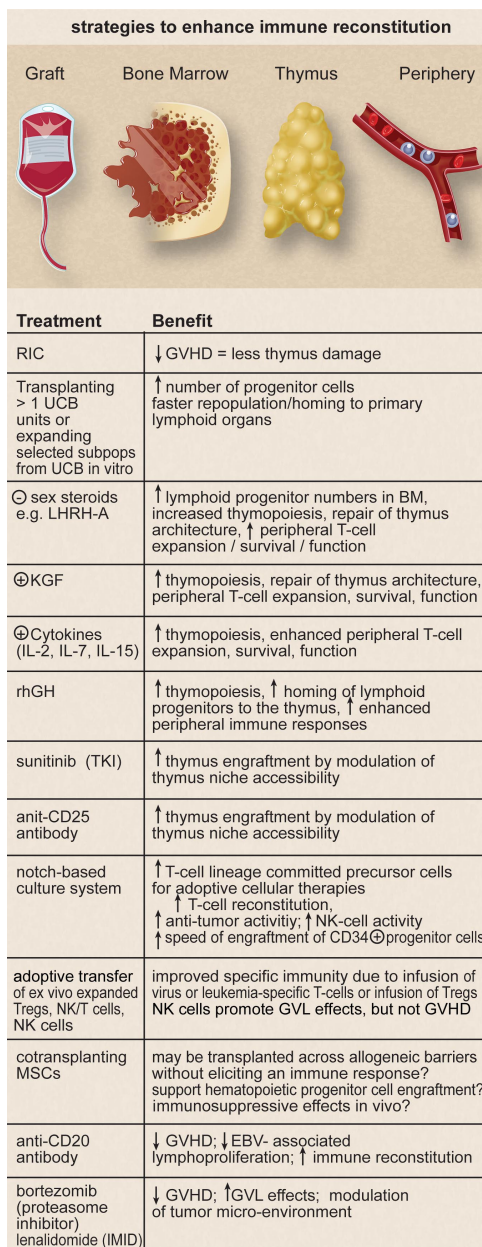 strategies to enhance immune reconstitution
Graft Bone Marrow Thymus Periphery
Treatment Benefit
RIC
↓ GVHD = less thymus damage
Transplanting
> 1 UCB
units or
expanding
selected subpops
from UCB in vitro
↑ number of progenitor cells
faster repopulation/homing to primary
lymphoid organs
⊖ sex steroids
e.g. LHRH-A
↑ lymphoid progenitor numbers in BM,
increased thymopoiesis, repair of thymus
architecture, ↑ peripheral T-cell
expansion / survival / function
⊕KGF
↑ thymopoiesis, repair of thymus architecture,
peripheral T-cell expansion, survival, function
⊕Cytokines
(IL-2, IL-7, IL-15)
↑ thymopoiesis, enhanced peripheral T-cell
expansion, survival, function
rhGH
↑ thymopoiesis, ↑ homing of lymphoid
progenitors to the thymus, ↑ enhanced
peripheral immune responses
sunitinib (TKI)
↑ thymus engraftment by modulation of
thymus niche accessibility
anit-CD25
antibody
↑ thymus engraftment by modulation of
thymus niche accessibility
notch-based
culture system
↑ T-cell lineage committed precursor cells
for adoptive cellular therapies
↑ T-cell reconstitution,
↑ anti-tumor activitiy; ↑ NK-cell activity
↑ speed of engraftment of CD34⊕progenitor cells
adoptive transfer
of ex vivo expanded
Tregs, NK/T cells,
NK cells
improved specific immunity due to infusion of
virus or leukemia-specific T-cells or infusion of Tregs
NK cells promote GVL effects, but not GVHD
cotransplanting
MSCs
may be transplanted across allogeneic barriers
without eliciting an immune response?
support hematopoietic progenitor cell engraftment?
immunosuppressive effects in vivo?
anti-CD20
antibody
↓ GVHD; ↓EBV- associated
lymphoproliferation; ↑ immune reconstitution
bortezomib
(proteasome
inhibitor)
lenalidomide (IMID)
↓ GVHD; ↑GVL effects; modulation
of tumor micro-environment